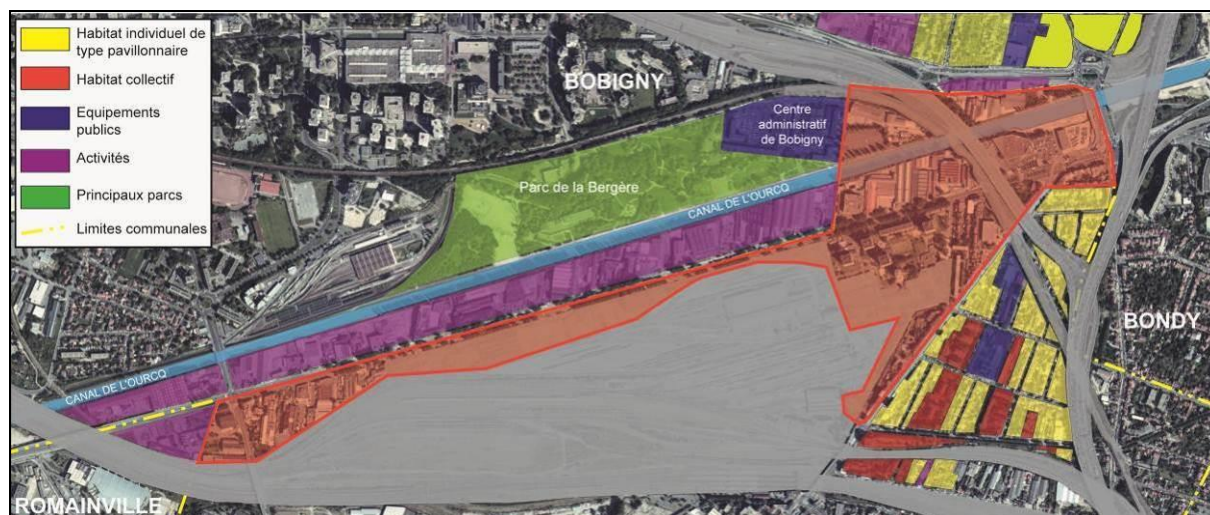 Habitat individuel de
type pavillonnaire
Habitat collectif
Equipements
publics
Activités
Principaux parcs
Limites communales
BOBIGNY
Centre
administratif
de Bobigny
Parc de la Bergère
CANAL DE L'OURCQ
BONDY
CANAL DE L'OURCQ
ROMAINVILLE